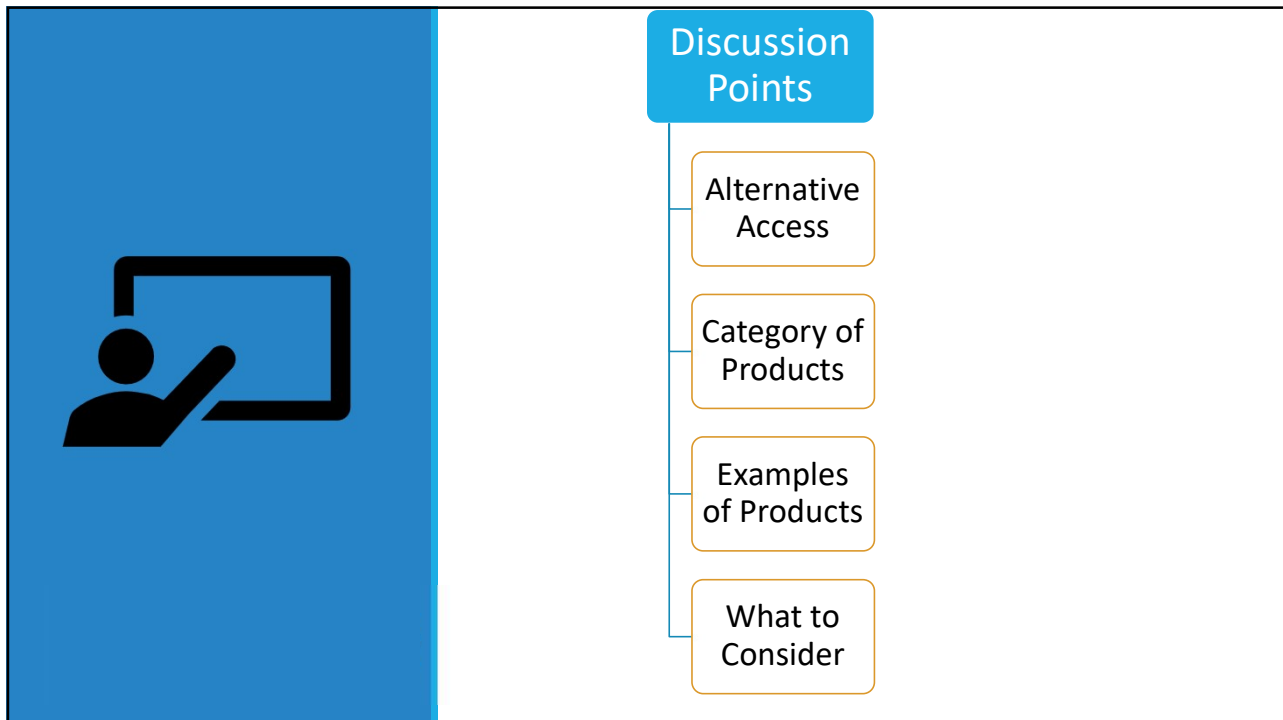 Discussion
Points
Alternative
Access
Category of
Products
Examples
of Products
What to
Consider